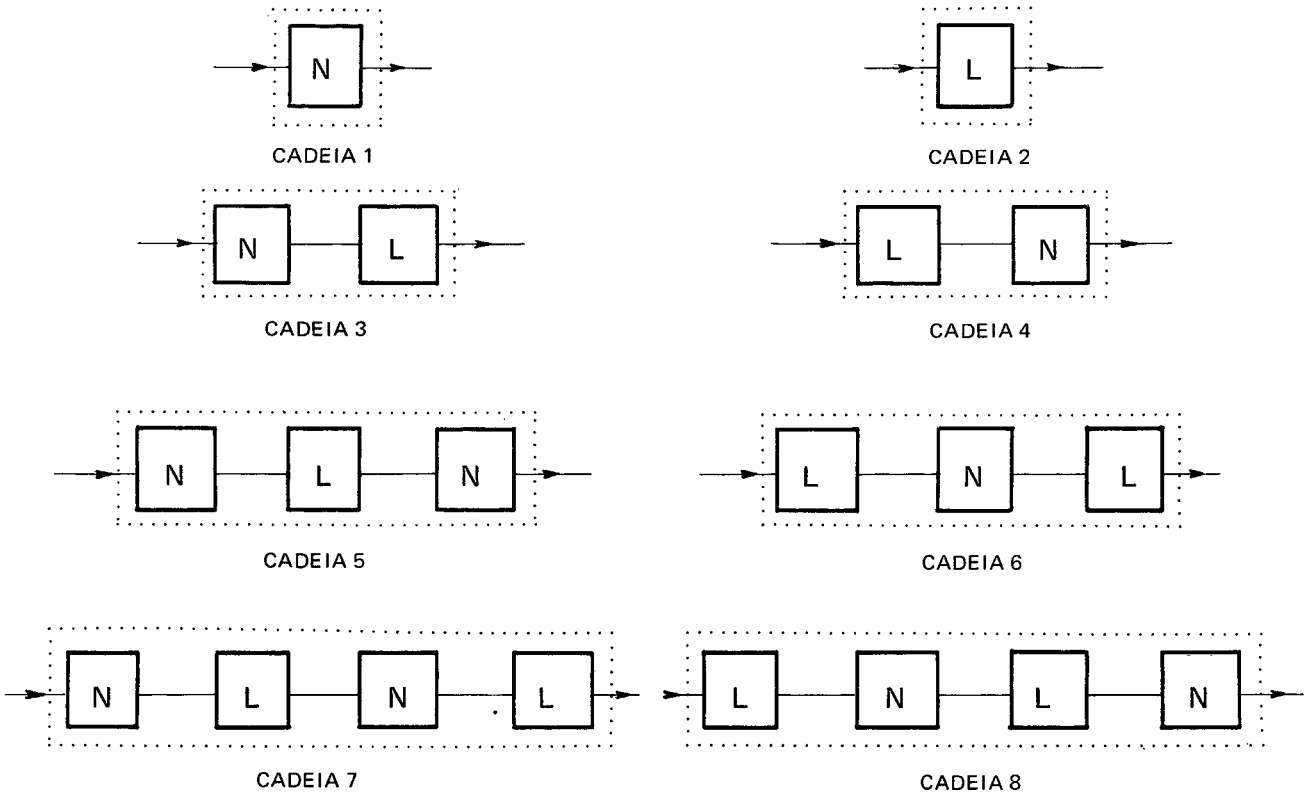 N
L
CADEIA 1
CADEIA 2
N L
L N
CADEIA 3
CADEIA 4
N L N
L N L
CADEIA 5
CADEIA 6
N L N L
L N L N
CADEIA 7
CADEIA 8